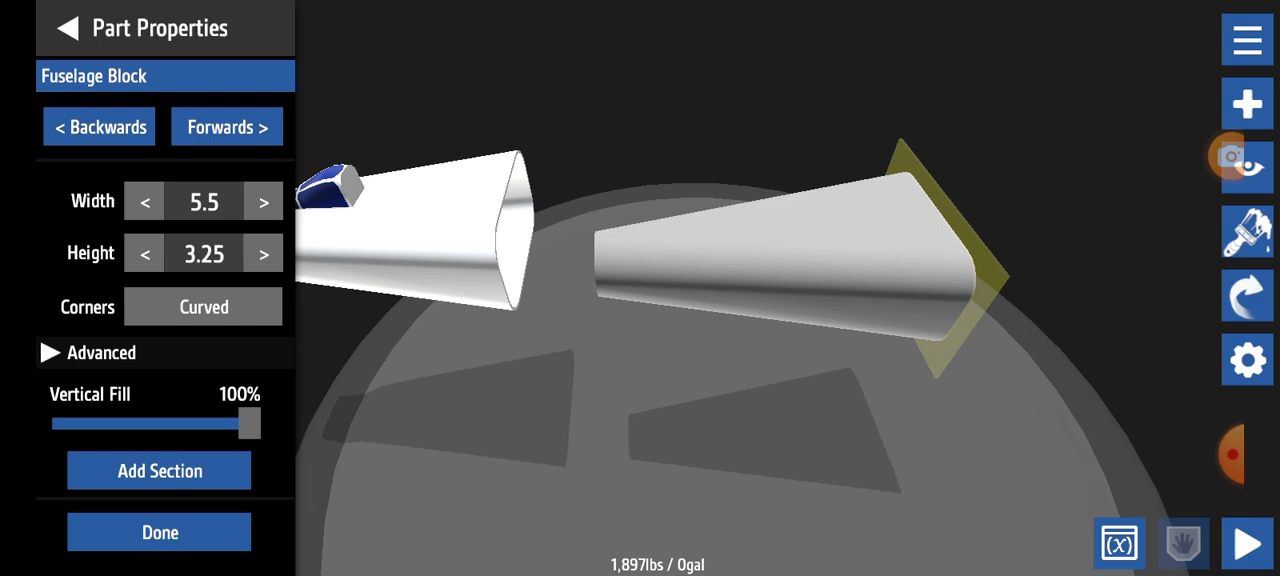 Part Properties
Fuselage Block
< Backwards
Forwards >
Width < 5.5 >
Height < 3.25 >
Corners Curved
Advanced
Vertical Fill 100%
Add Section
Done
(x)
1,897lbs / 0gal